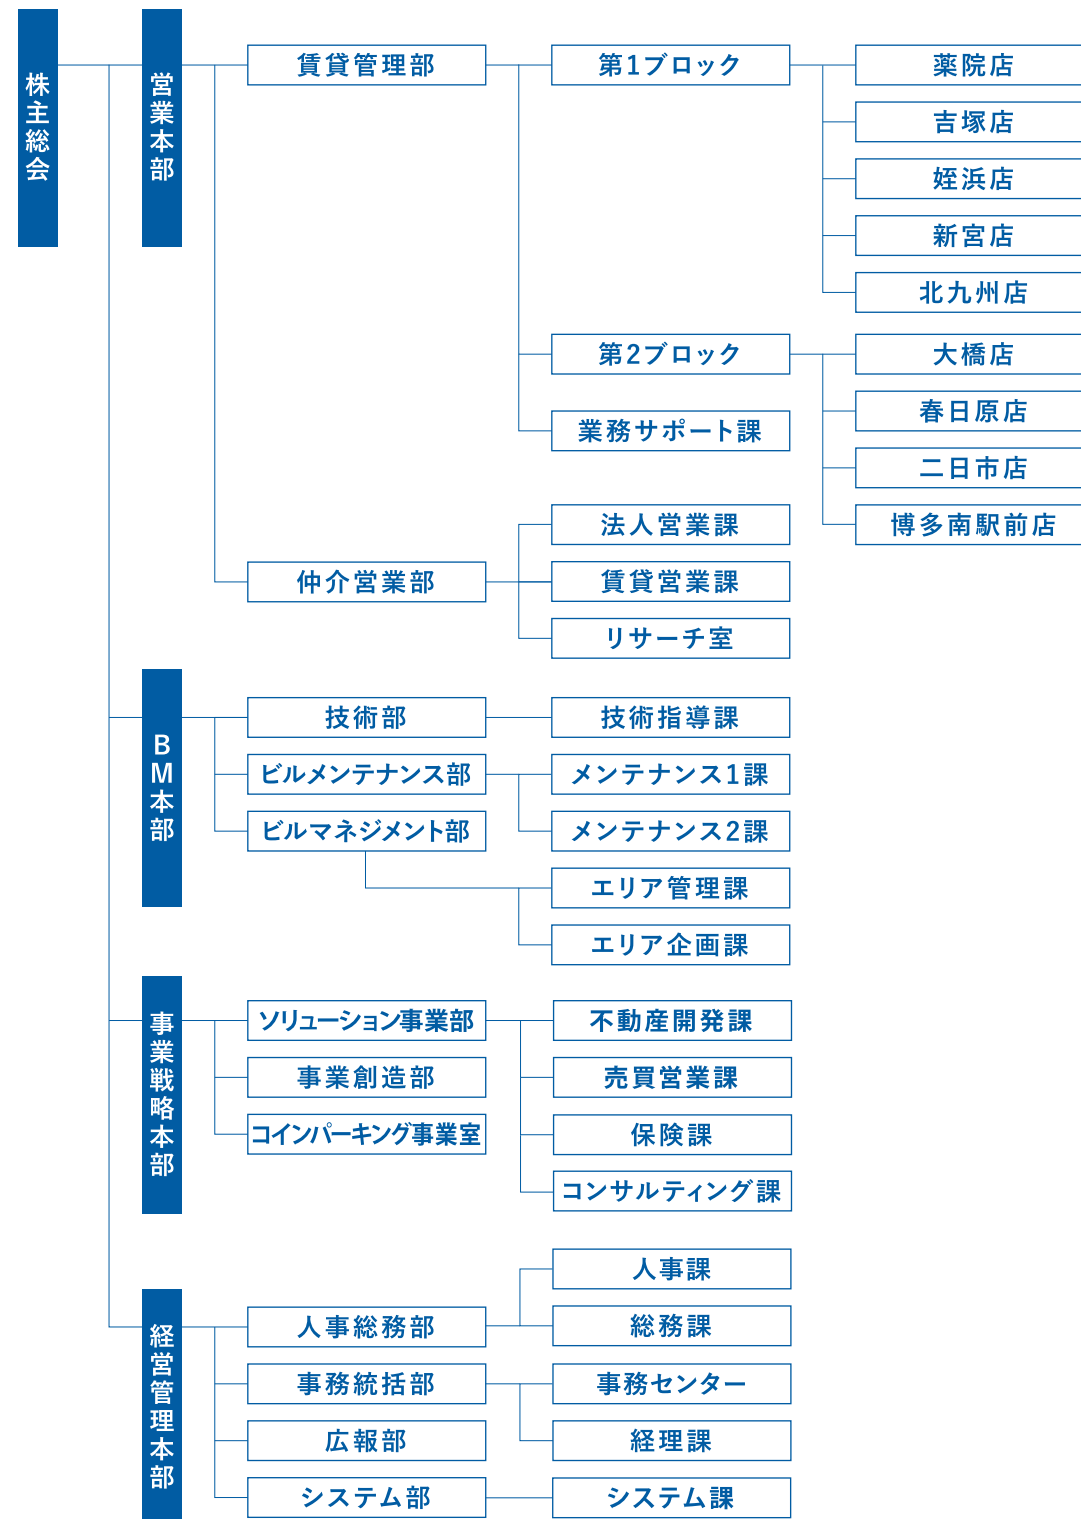 株主総会
営業本部
賃貸管理部
第1ブロック
薬院店
吉塚店
姪浜店
新宮店
北九州店
第2ブロック
大橋店
春日原店
二日市店
博多南駅前店
業務サポート課
仲介営業部
法人営業課
賃貸営業課
リサーチ室
BM本部
技術部
技術指導課
ビルメンテナンス部
メンテナンス1課
メンテナンス2課
ビルマネジメント部
エリア管理課
エリア企画課
事業戦略本部
ソリューション事業部
不動産開発課
売買営業課
保険課
コンサルティング課
事業創造部
コインパーキング事業室
経営管理本部
人事総務部
人事課
総務課
事務統括部
事務センター
経理課
広報部
システム部
システム課